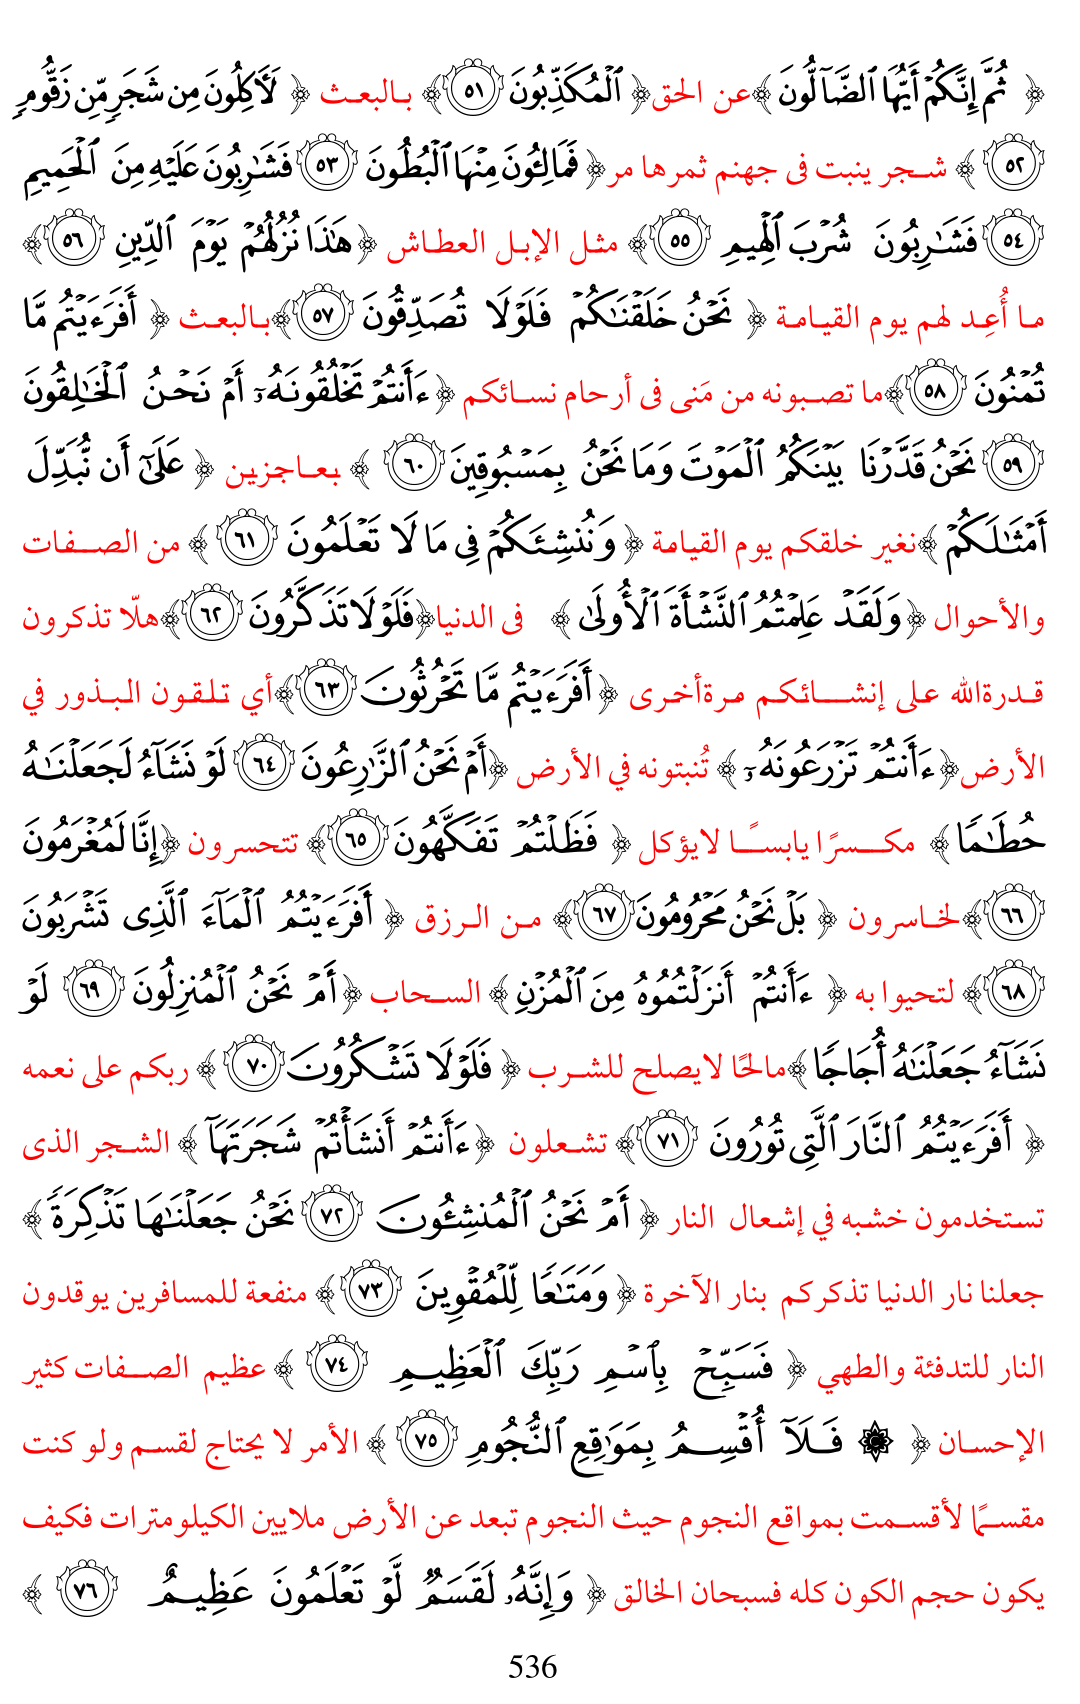 ﴿ ثُمَّ إِنَّكُمْ أَيُّهَا ٱلضَّآلُّونَ ﴾عن الحق﴿ ٱلْمُكَذِّبُونَ ٥١﴾ بالبعث ﴿ لَأَكِلُونَ مِن شَجَرٍ مِّن زَقُّومٍ
٥٢ ﴾ شجر ينبت فى جهنم ثمرها مر﴿ فَمَالِـُٔونَ مِنْهَا ٱلْبُطُونَ ٥٣ فَشَٰرِبُونَ عَلَيْهِ مِنَ ٱلْحَمِيمِ
٥٤ فَشَٰرِبُونَ شُرْبَ ٱلْهِيمِ ٥٥﴾ مثل الإبل العطاش ﴿هَٰذَا نُزُلُهُمْ يَوْمَ ٱلدِّينِ ٥٦﴾
ما أُعِد لهم يوم القيامة ﴿ نَحْنُ خَلَقْنَٰكُمْ فَلَوْلَا تُصَدِّقُونَ ٥٧﴾بالبعث ﴿ أَفَرَءَيْتُم مَّا
تُمْنُونَ ٥٨﴾ما تصبونه من مَنى فى أرحام نسائكم ﴿ءَأَنتُمْ تَخْلُقُونَهُۥٓ أَمْ نَحْنُ ٱلْخَٰلِقُونَ
٥٩ نَحْنُ قَدَّرْنَا بَيْنَكُمُ ٱلْمَوْتَ وَمَا نَحْنُ بِمَسْبُوقِينَ ٦٠ ﴾ بعاجزين ﴿ عَلَىٰٓ أَن نُّبَدِّلَ
أَمْثَٰلَكُمْ ﴾نغير خلقكم يوم القيامة ﴿ وَنُنشِئَكُمْ فِى مَا لَا تَعْلَمُونَ ٦١ ﴾ من الصفات
والأحوال ﴿وَلَقَدْ عَلِمْتُمُ ٱلنَّشْأَةَ ٱلْأُولَىٰ ﴾ فى الدنيا﴿فَلَوْلَا تَذَكَّرُونَ ٦٢﴾هلّا تذكرون
قدرةالله على إنشائكم مرةأخرى ﴿أَفَرَءَيْتُم مَّا تَحْرُثُونَ ٦٣﴾أي تلقون البذور في
الأرض﴿ءَأَنتُمْ تَزْرَعُونَهُۥٓ ﴾ تُنبتونه في الأرض ﴿أَمْ نَحْنُ ٱلزَّٰرِعُونَ ٦٤ لَوْ نَشَآءُ لَجَعَلْنَٰهُ
حُطَٰمًا ﴾ مكسرًا يابسًا لايؤكل ﴿ فَظَلْتُمْ تَفَكَّهُونَ ٦٥﴾ تتحسرون ﴿إِنَّا لَمُغْرَمُونَ
٦٦﴾لخاسرون ﴿ بَلْ نَحْنُ مَحْرُومُونَ ٦٧﴾ من الرزق ﴿ أَفَرَءَيْتُمُ ٱلْمَآءَ ٱلَّذِى تَشْرَبُونَ
٦٨﴾ لتحيوا به ﴿ ءَأَنتُمْ أَنزَلْتُمُوهُ مِنَ ٱلْمُزْنِ﴾ السحاب ﴿أَمْ نَحْنُ ٱلْمُنزِلُونَ ٦٩ لَوْ
نَشَآءُ جَعَلْنَٰهُ أُجَاجًا ﴾مالحًا لايصلح للشرب ﴿ فَلَوْلَا تَشْكُرُونَ ٧٠ ﴾ ربكم على نعمه
﴿ أَفَرَءَيْتُمُ ٱلنَّارَ ٱلَّتِى تُورُونَ ٧١﴾ تشعلون ﴿ءَأَنتُمْ أَنشَأْتُمْ شَجَرَتَهَآ ﴾ الشجر الذى
تستخدمون خشبه في إشعال النار ﴿ أَمْ نَحْنُ ٱلْمُنشِـُٔونَ ٧٢ نَحْنُ جَعَلْنَٰهَا تَذْكِرَةً ﴾
جعلنا نار الدنيا تذكركم بنار الآخرة ﴿ وَمَتَٰعًا لِّلْمُقْوِينَ ٧٣﴾ منفعة للمسافرين يوقدون
النار للتدفئة والطهي ﴿ فَسَبِّحْ بِٱسْمِ رَبِّكَ ٱلْعَظِيمِ ٧٤ ﴾ عظيم الصفات كثير
الإحسان ﴿ ۞ فَلَآ أُقْسِمُ بِمَوَٰقِعِ ٱلنُّجُومِ ٧٥ ﴾ الأمر لا يحتاج لقسم ولو كنت
مقسمًا لأقسمت بمواقع النجوم حيث النجوم تبعد عن الأرض ملايين الكيلومترات فكيف
يكون حجم الكون كله فسبحان الخالق ﴿ وَإِنَّهُۥ لَقَسَمٌ لَّوْ تَعْلَمُونَ عَظِيمٌ ٧٦ ﴾
536